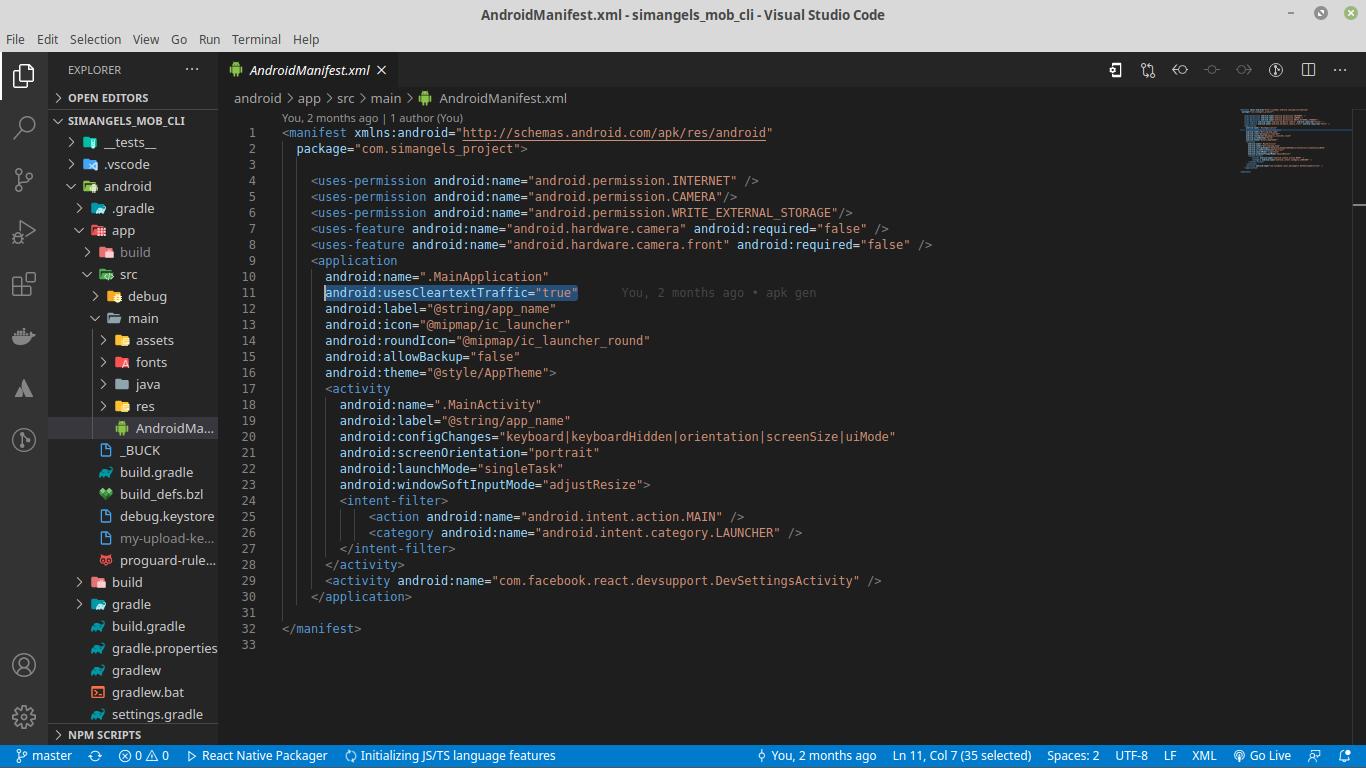 AndroidManifest.xml - simangels_mob_cli - Visual Studio Code
File Edit Selection View Go Run Terminal Help
EXPLORER
OPEN EDITORS
SIMANGELS_MOB_CLI
__tests__
.vscode
android
.gradle
app
build
src
debug
main
assets
fonts
java
res
AndroidMa...
_BUCK
build.gradle
build_defs.bzl
debug.keystore
my-upload-ke...
proguard-rule...
build
gradle
build.gradle
gradle.properties
gradlew
gradlew.bat
settings.gradle
NPM SCRIPTS
AndroidManifest.xml
android > app > src > main > AndroidManifest.xml
You, 2 months ago | 1 author (You)
1 <manifest xmlns:android="http://schemas.android.com/apk/res/android"
2 package="com.simangels_project">
3
4 <uses-permission android:name="android.permission.INTERNET" />
5 <uses-permission android:name="android.permission.CAMERA"/>
6 <uses-permission android:name="android.permission.WRITE_EXTERNAL_STORAGE"/>
7 <uses-feature android:name="android.hardware.camera" android:required="false" />
8 <uses-feature android:name="android.hardware.camera.front" android:required="false" />
9 <application
10 android:name=".MainApplication"
11 android:usesCleartextTraffic="true" You, 2 months ago • apk gen
12 android:label="@string/app_name"
13 android:icon="@mipmap/ic_launcher"
14 android:roundIcon="@mipmap/ic_launcher_round"
15 android:allowBackup="false"
16 android:theme="@style/AppTheme">
17 <activity
18 android:name=".MainActivity"
19 android:label="@string/app_name"
20 android:configChanges="keyboard|keyboardHidden|orientation|screenSize|uiMode"
21 android:screenOrientation="portrait"
22 android:launchMode="singleTask"
23 android:windowSoftInputMode="adjustResize">
24 <intent-filter>
25 <action android:name="android.intent.action.MAIN" />
26 <category android:name="android.intent.category.LAUNCHER" />
27 </intent-filter>
28 </activity>
29 <activity android:name="com.facebook.react.devsupport.DevSettingsActivity" />
30 </application>
31
32 </manifest>
33
master 0 0 React Native Packager Initializing JS/TS language features You, 2 months ago Ln 11, Col 7 (35 selected) Spaces: 2 UTF-8 LF XML Go Live